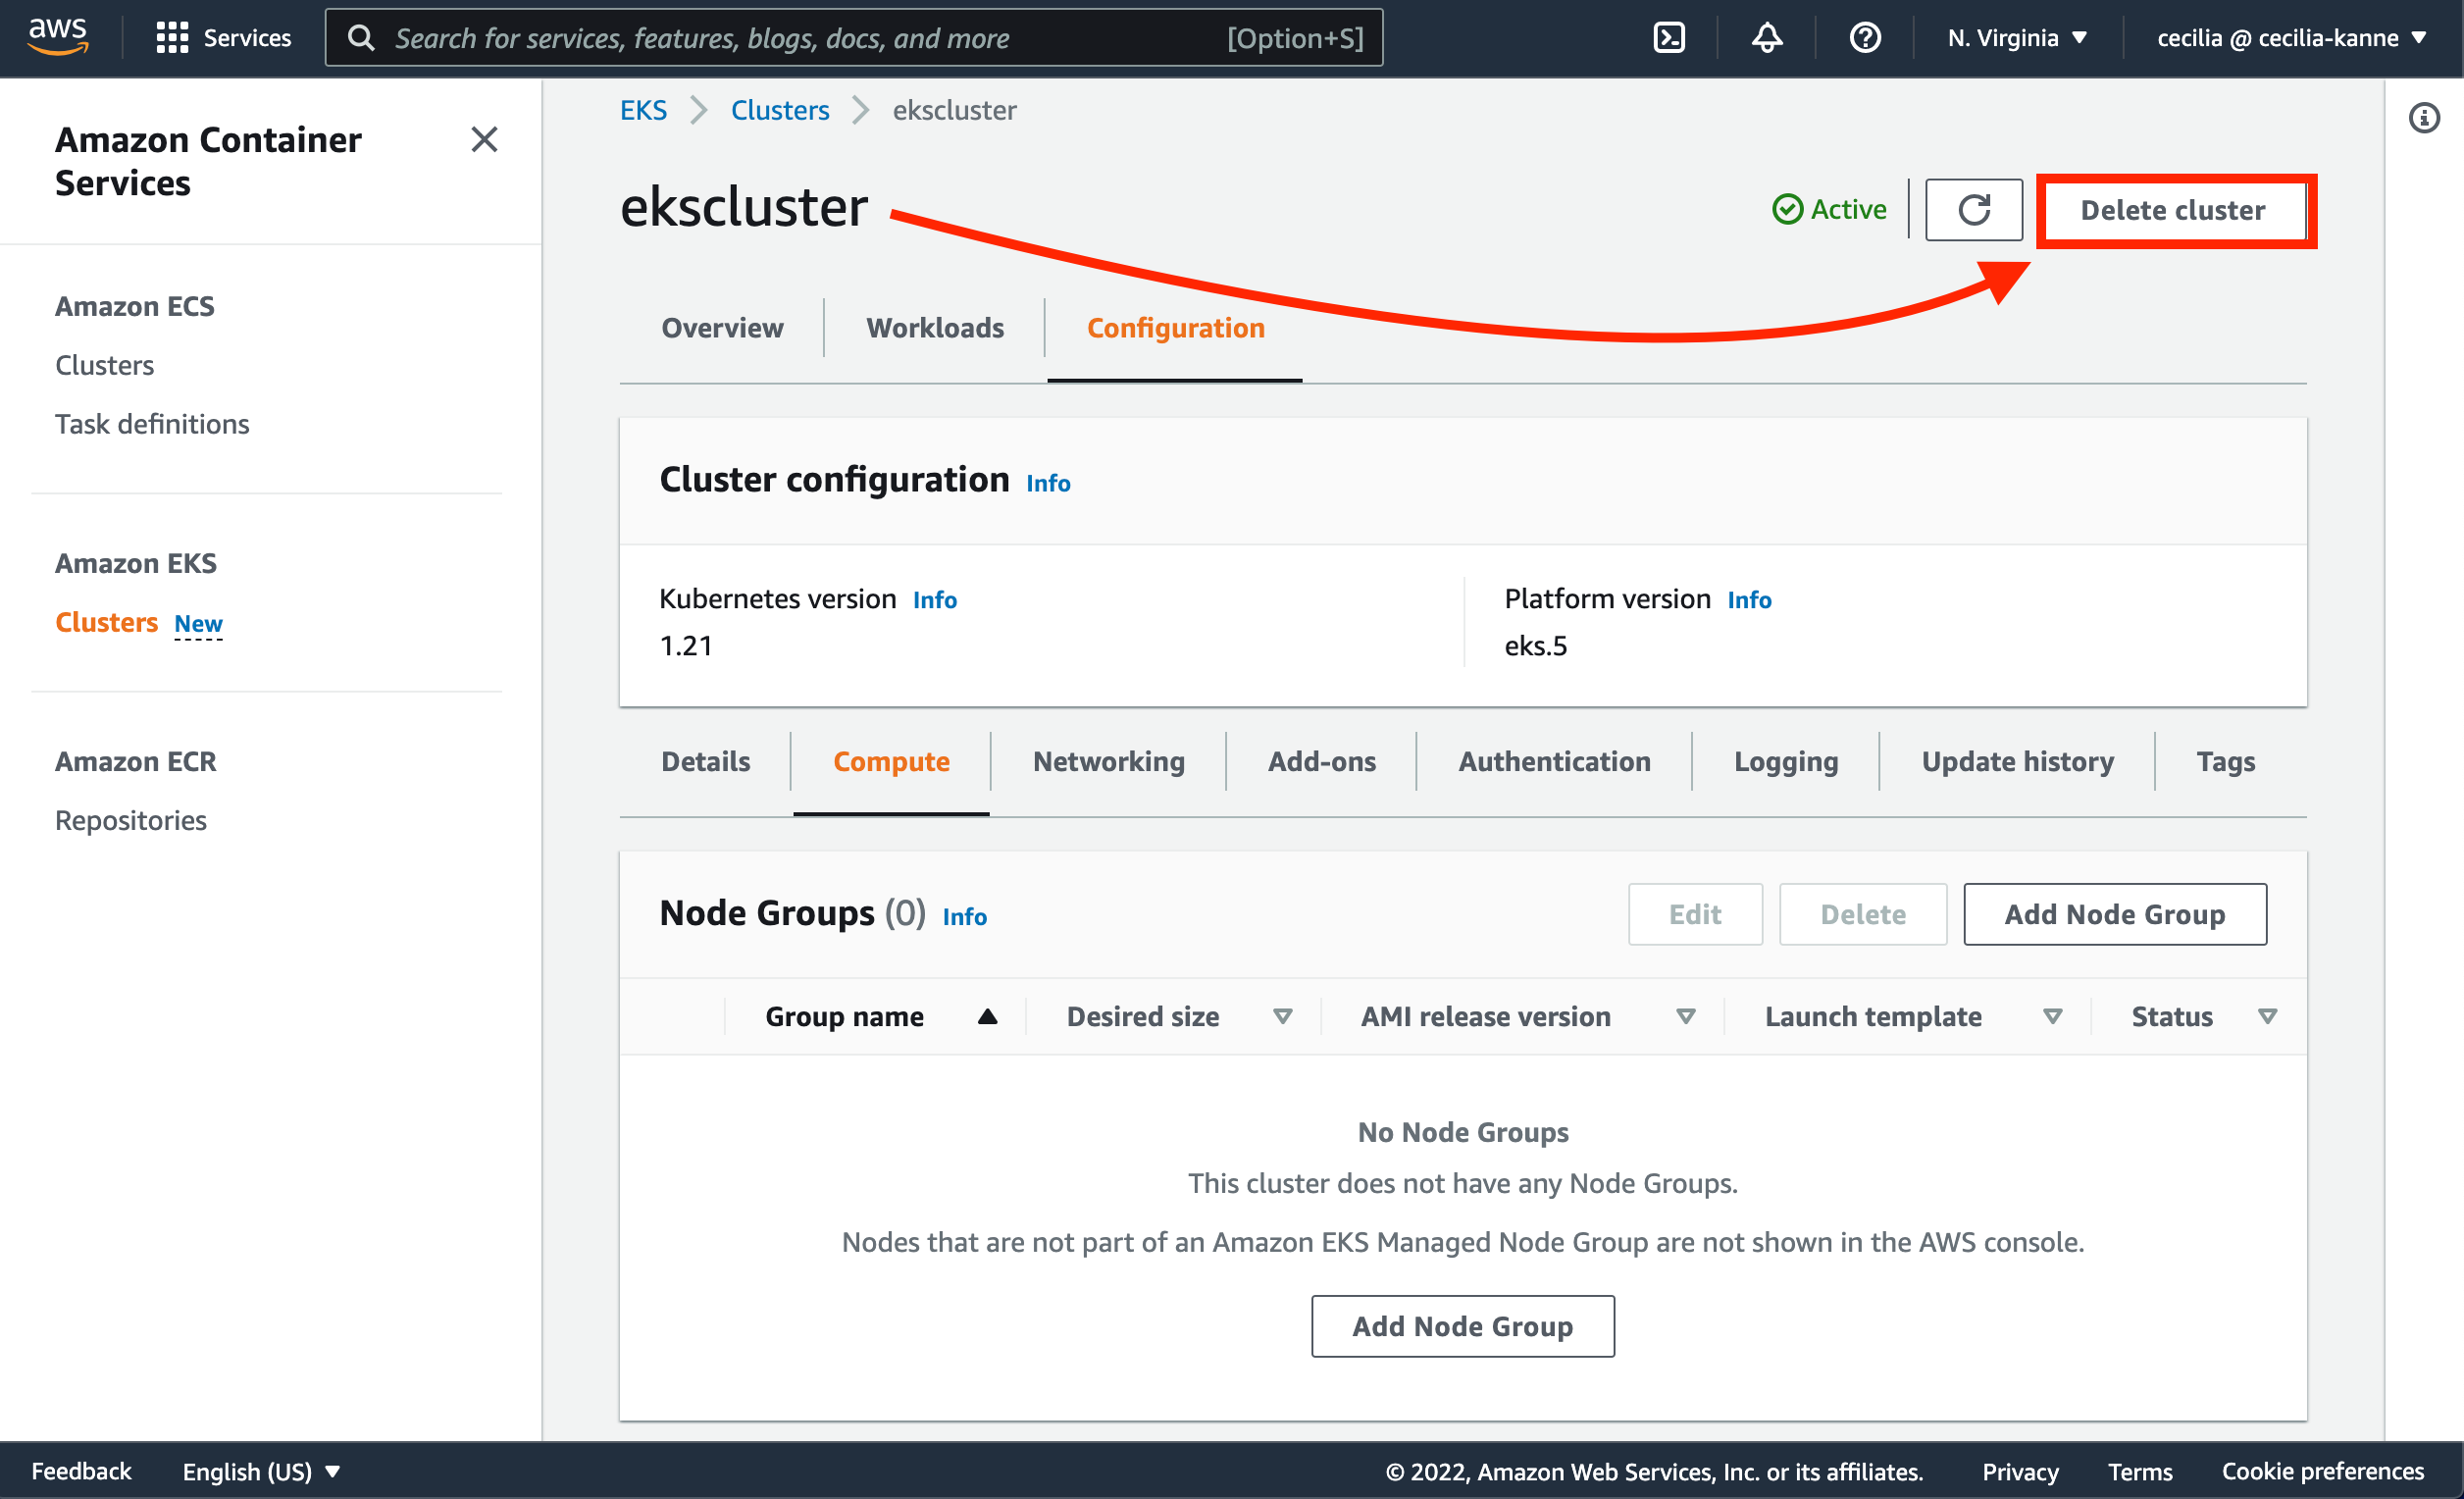 aws
Services
Search for services, features, blogs, docs, and more
[Option+S]
N. Virginia
cecilia @ cecilia-kanne
Amazon Container
Services
Amazon ECS
Clusters
Task definitions
Amazon EKS
Clusters New
Amazon ECR
Repositories
EKS
Clusters
ekscluster
ekscluster
Active
Delete cluster
Overview
Workloads
Configuration
Cluster configuration Info
Kubernetes version Info
1.21
Platform version Info
eks.5
Details
Compute
Networking
Add-ons
Authentication
Logging
Update history
Tags
Node Groups (0) Info
Edit
Delete
Add Node Group
Group name
Desired size
AMI release version
Launch template
Status
No Node Groups
This cluster does not have any Node Groups.
Nodes that are not part of an Amazon EKS Managed Node Group are not shown in the AWS console.
Add Node Group
Feedback
English (US)
© 2022, Amazon Web Services, Inc. or its affiliates.
Privacy
Terms
Cookie preferences